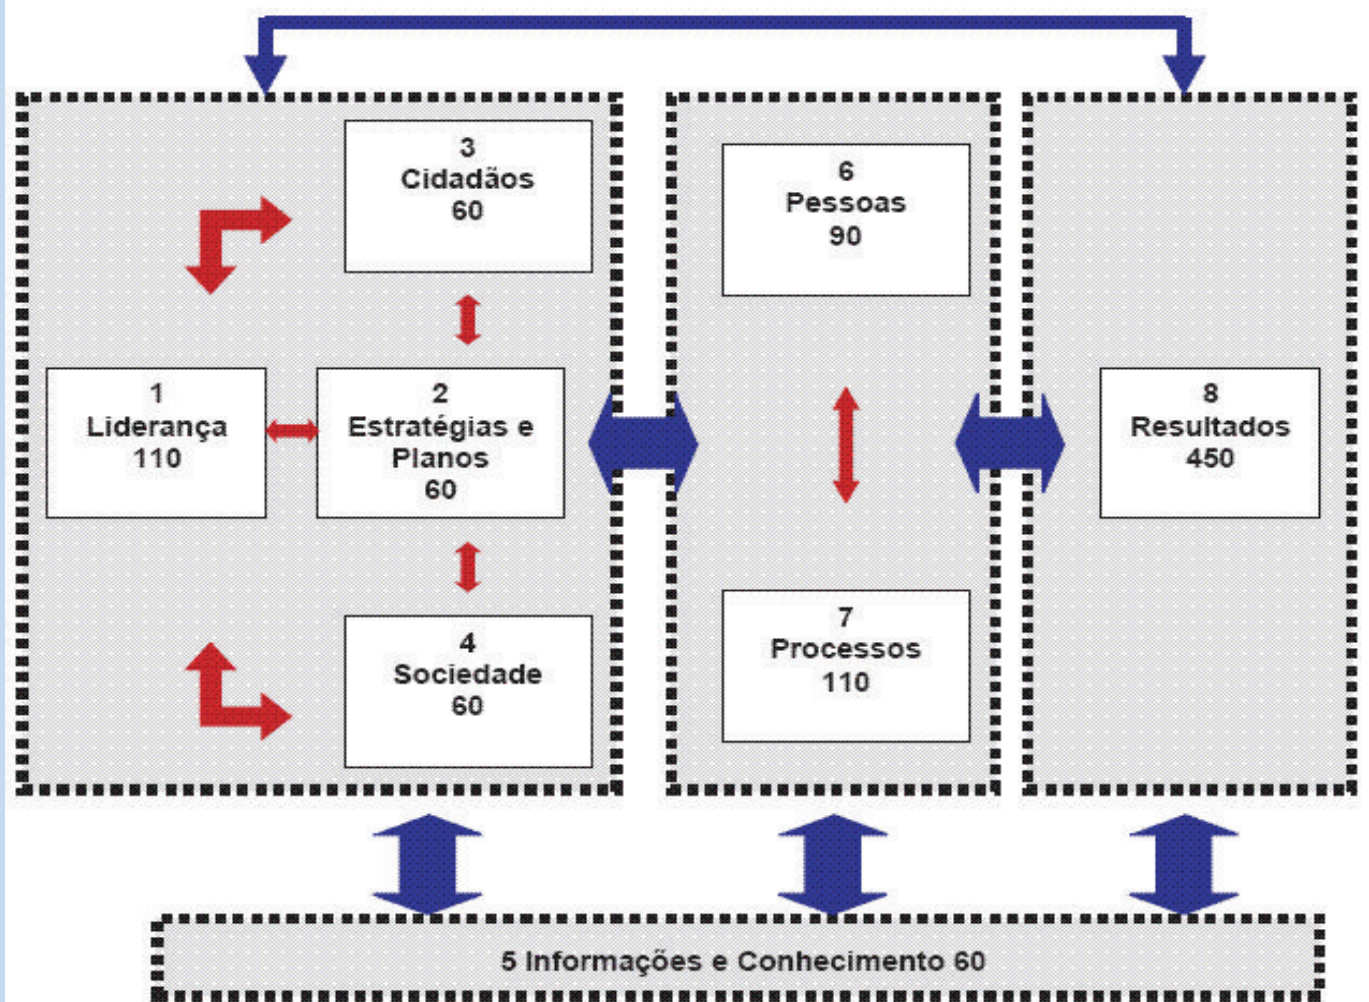 3
Cidadãos
60
6
Pessoas
90
1
Liderança
110
2
Estratégias e
Planos
60
8
Resultados
450
4
Sociedade
60
7
Processos
110
5 Informações e Conhecimento 60